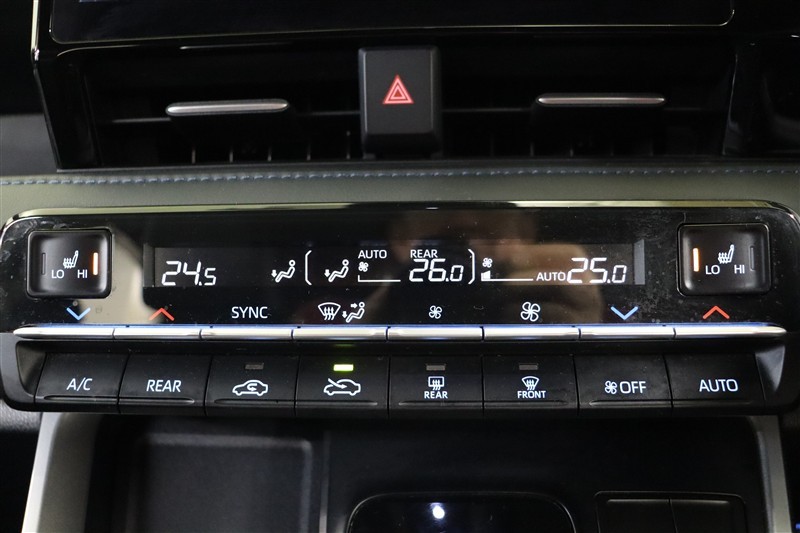 AUTO REAR
24.5 26.0 AUTO 25.0
LO HI
LO HI
SYNC
A/C REAR REAR FRONT OFF AUTO